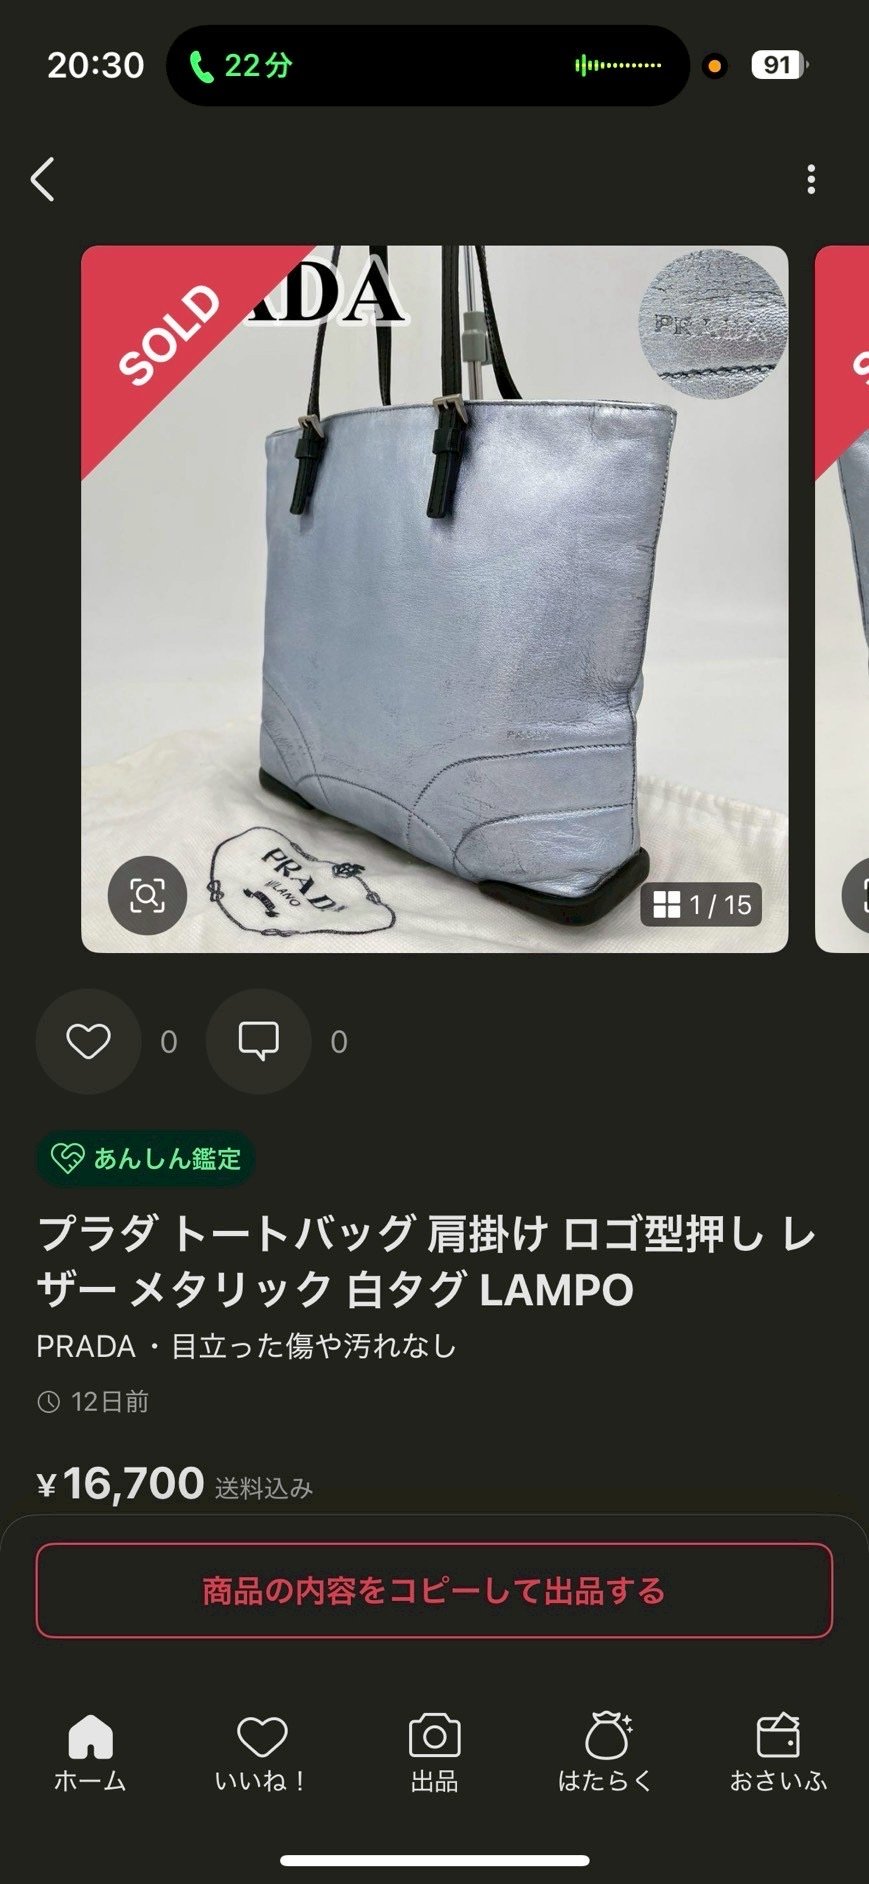 20:30
22分
91
SOLD
ADA
PRADA
PRADA
PRADA
MILANO
1 / 15
0
0
あんしん鑑定
プラダ トートバッグ 肩掛け ロゴ型押し レ
ザー メタリック 白タグ LAMPO
PRADA・目立った傷や汚れなし
12日前
¥16,700 送料込み
商品の内容をコピーして出品する
ホーム
いいね！
出品
はたらく
おさいふ